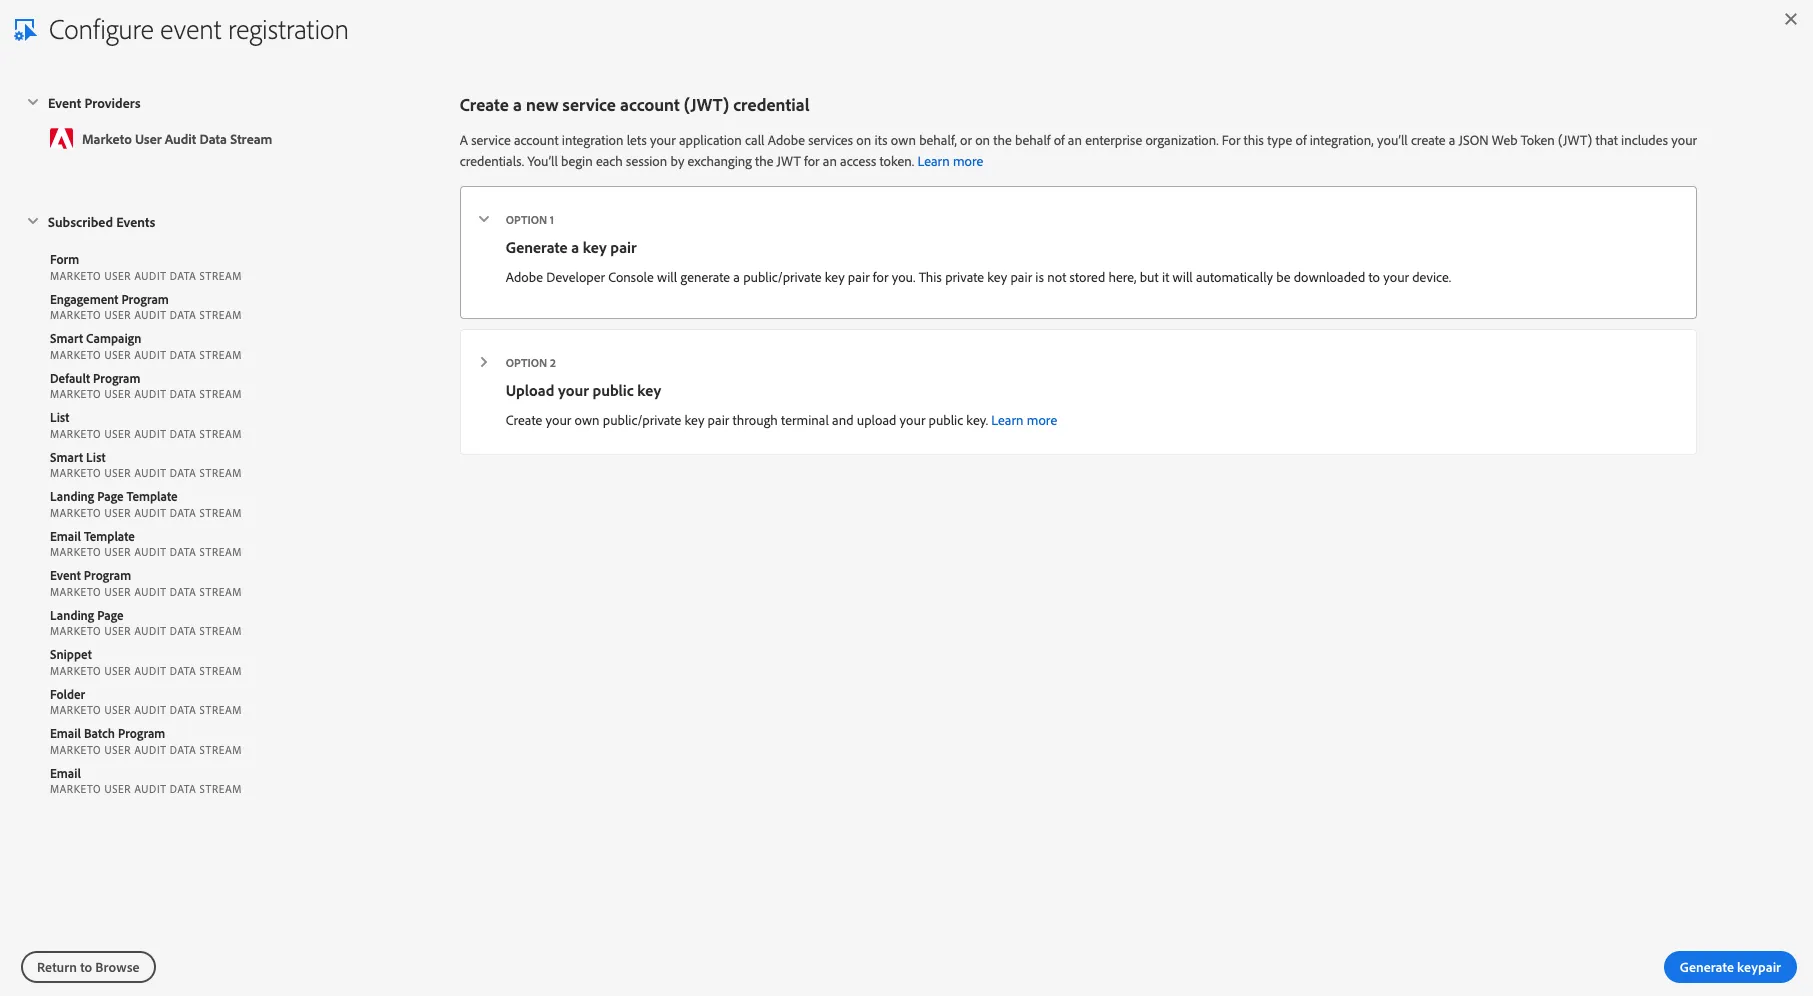 Configure event registration
Event Providers
Marketo User Audit Data Stream
Subscribed Events
Form
MARKETO USER AUDIT DATA STREAM
Engagement Program
MARKETO USER AUDIT DATA STREAM
Smart Campaign
MARKETO USER AUDIT DATA STREAM
Default Program
MARKETO USER AUDIT DATA STREAM
List
MARKETO USER AUDIT DATA STREAM
Smart List
MARKETO USER AUDIT DATA STREAM
Landing Page Template
MARKETO USER AUDIT DATA STREAM
Email Template
MARKETO USER AUDIT DATA STREAM
Event Program
MARKETO USER AUDIT DATA STREAM
Landing Page
MARKETO USER AUDIT DATA STREAM
Snippet
MARKETO USER AUDIT DATA STREAM
Folder
MARKETO USER AUDIT DATA STREAM
Email Batch Program
MARKETO USER AUDIT DATA STREAM
Email
MARKETO USER AUDIT DATA STREAM
Create a new service account (JWT) credential
A service account integration lets your application call Adobe services on its own behalf, or on the behalf of an enterprise organization. For this type of integration, you'll create a JSON Web Token (JWT) that includes your
credentials. You'll begin each session by exchanging the JWT for an access token. Learn more
OPTION 1
Generate a key pair
Adobe Developer Console will generate a public/private key pair for you. This private key pair is not stored here, but it will automatically be downloaded to your device.
OPTION 2
Upload your public key
Create your own public/private key pair through terminal and upload your public key. Learn more
Return to Browse
Generate keypair